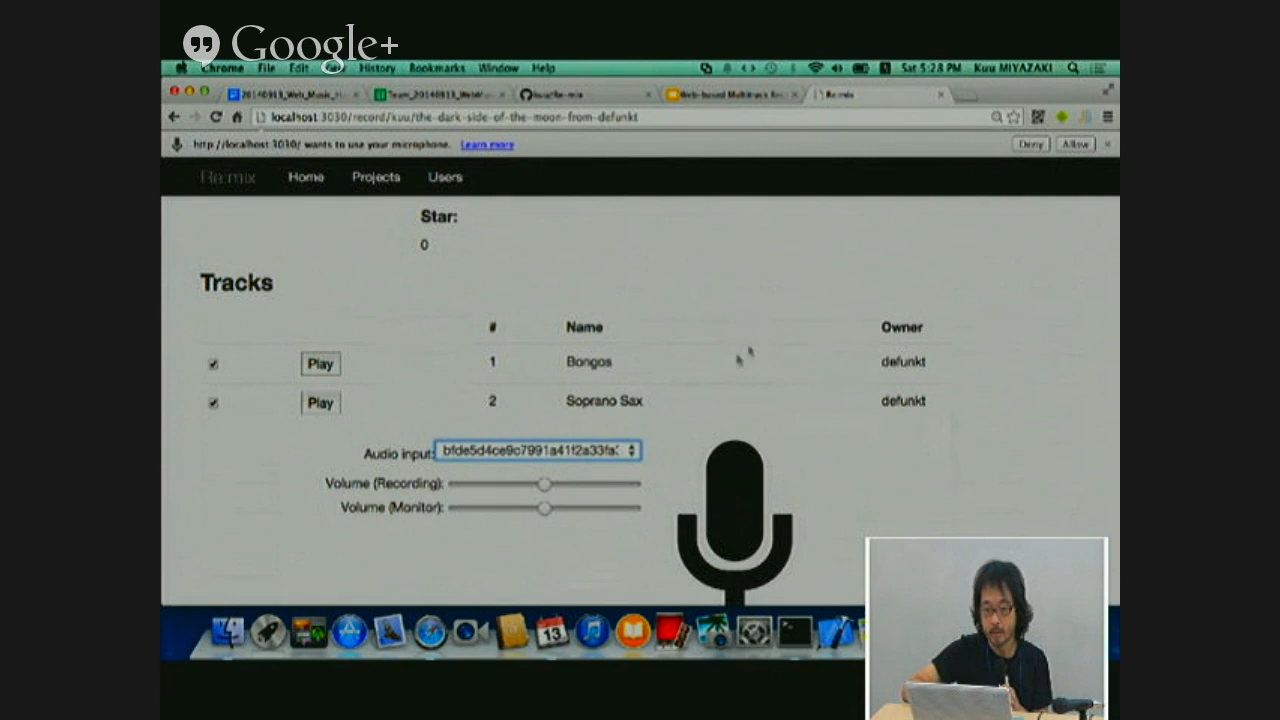 Google+
Chrome File Edit History Bookmarks Window Help Sat 5:28 PM Kuu MIYAZAKI
localhost:3030/record/kuu/the-dark-side-of-the-moon-from-defunkt
http://localhost:3030/ wants to use your microphone. Learn more Deny Allow
Re:mix Home Projects Users
Star:
0
Tracks
# Name Owner
Play 1 Bongos defunkt
Play 2 Soprano Sax defunkt
Audio input:
Volume (Recording):
Volume (Monitor):
13